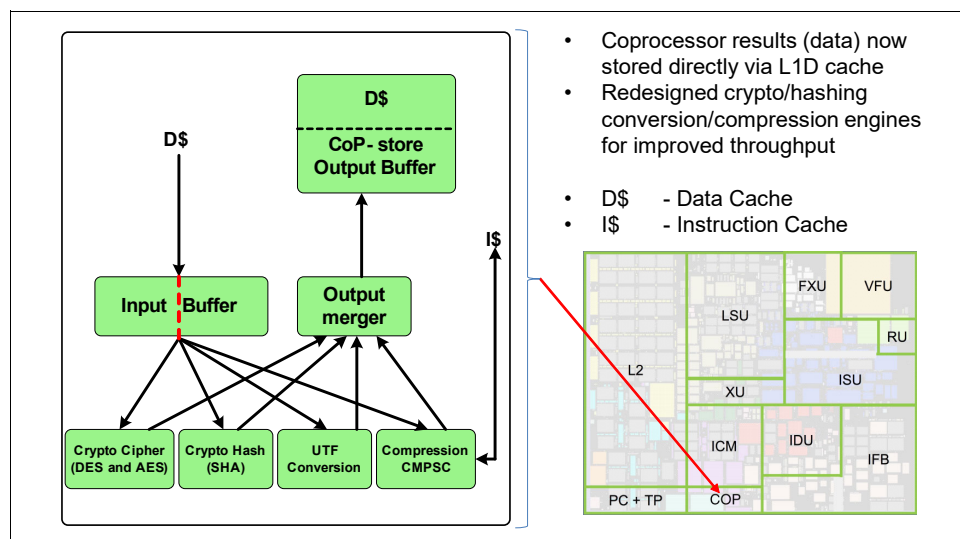 D$
D$
CoP- store
Output Buffer
I$
Input Buffer
Output
merger
Crypto Cipher
(DES and AES)
Crypto Hash
(SHA)
UTF
Conversion
Compression
CMPSC
• Coprocessor results (data) now
stored directly via L1D cache
• Redesigned crypto/hashing
conversion/compression engines
for improved throughput
• D$ - Data Cache
• I$ - Instruction Cache
FXU
VFU
LSU
RU
L2
ISU
XU
ICM
IDU
IFB
PC + TP
COP